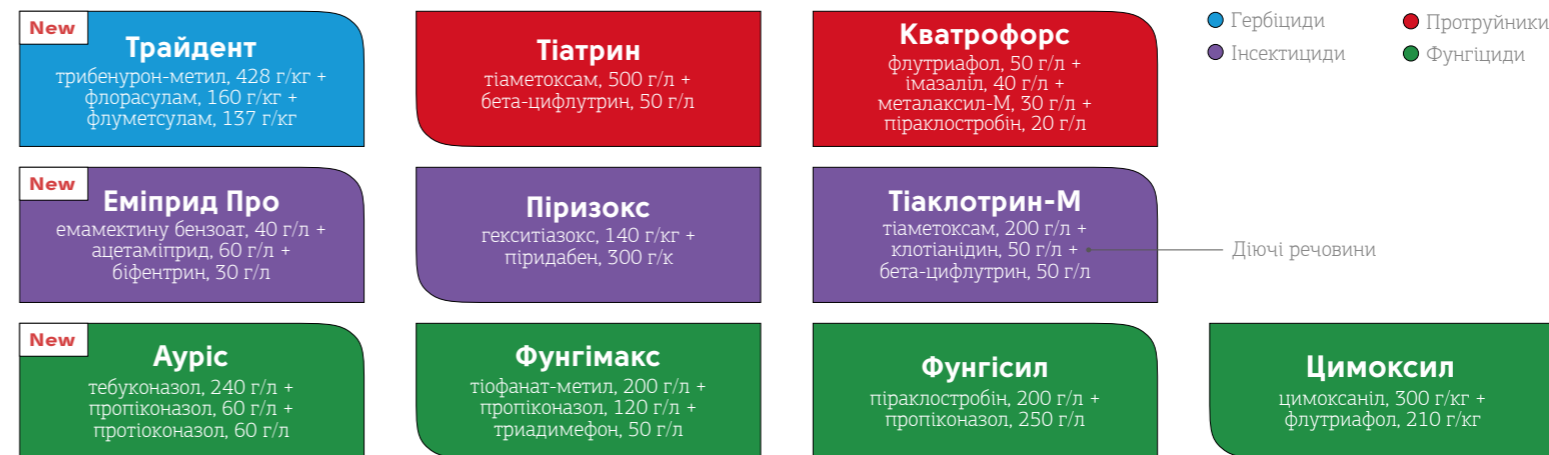 New
Трайдент
трибенурон-метил, 428 г/кг +
флорасулам, 160 г/кг +
флуметсулам, 137 г/кг
Тіатрин
тіаметоксам, 500 г/л +
бета-цифлутрин, 50 г/л
Кватрофорс
флутриафол, 50 г/л +
імазаліл, 40 г/л +
металаксил-М, 30 г/л +
піраклостробін, 20 г/л
Гербіциди
Протруйники
Інсектициди
Фунгіциди
New
Еміприд Про
емамектину бензоат, 40 г/л +
ацетаміприд, 60 г/л +
біфентрин, 30 г/л
Піризокс
гекситіазокс, 140 г/кг +
піридабен, 300 г/к
Тіаклотрин-М
тіаметоксам, 200 г/л +
клотіанідин, 50 г/л +
бета-цифлутрин, 50 г/л
Діючі речовини
New
Ауріс
тебуконазол, 240 г/л +
пропіконазол, 60 г/л +
протіоконазол, 60 г/л
Фунгімакс
тіофанат-метил, 200 г/л +
пропіконазол, 120 г/л +
триадимефон, 50 г/л
Фунгісил
піраклостробін, 200 г/л +
пропіконазол, 250 г/л
Цимоксил
цимоксаніл, 300 г/кг +
флутриафол, 210 г/кг